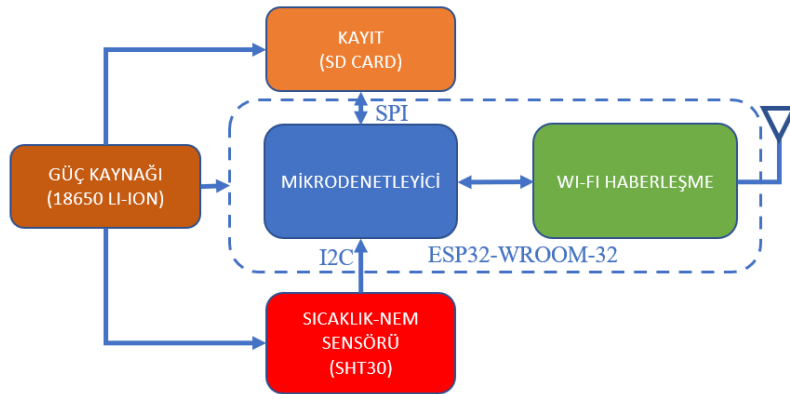 KAYIT
(SD CARD)
SPI
GÜÇ KAYNAĞI
(18650 LI-ION)
MİKRODENETLEYİCİ
WI-FI HABERLEŞME
I2C
ESP32-WROOM-32
SICAKLIK-NEM
SENSÖRÜ
(SHT30)